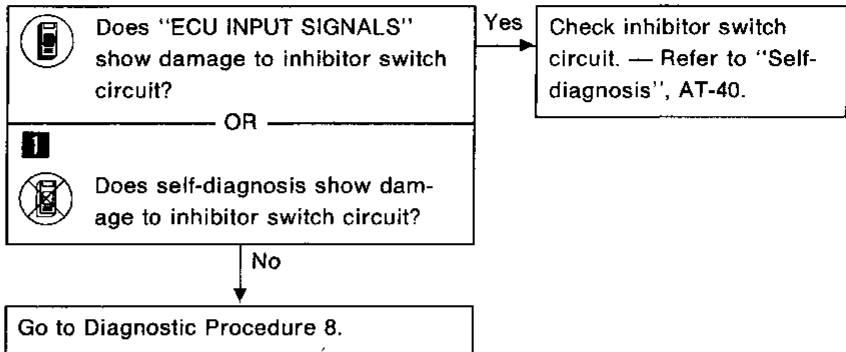 Does "ECU INPUT SIGNALS"
show damage to inhibitor switch
circuit?
OR
1
Does self-diagnosis show dam-
age to inhibitor switch circuit?
Yes
Check inhibitor switch
circuit. — Refer to "Self-
diagnosis", AT-40.
No
Go to Diagnostic Procedure 8.